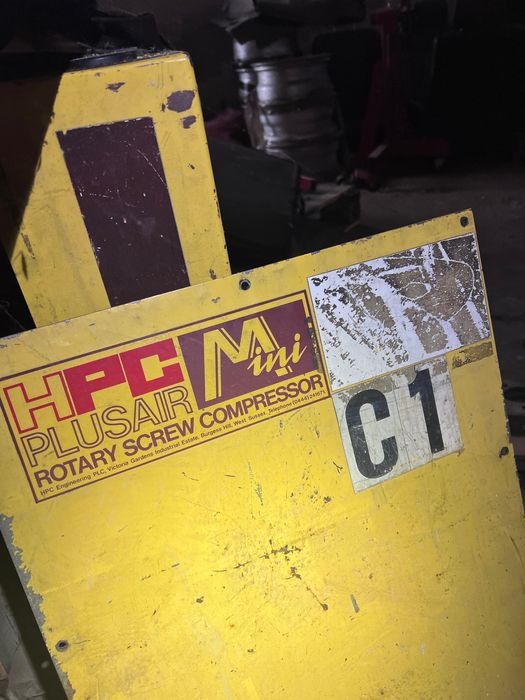 HPC
Mini
PLUSAIR
ROTARY SCREW COMPRESSOR
HPC Engineering PLC, Victoria Gardens Industrial Estate, Burgess Hill, West Sussex. Telephone (04446) 241671
C1